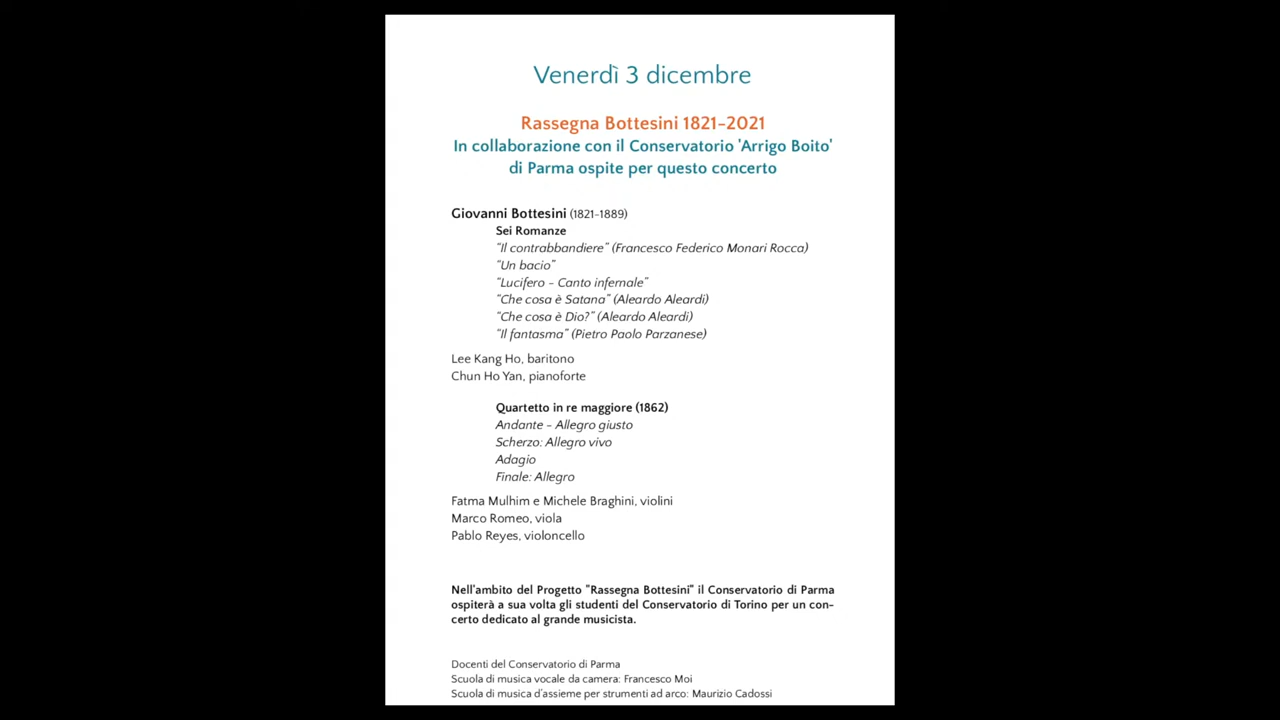 Venerdì 3 dicembre
Rassegna Bottesini 1821-2021
In collaborazione con il Conservatorio 'Arrigo Boito'
di Parma ospite per questo concerto
Giovanni Bottesini (1821-1889)
Sei Romanze
“Il contrabbandiere” (Francesco Federico Monari Rocca)
“Un bacio”
“Lucifero - Canto infernale”
“Che cosa è Satana” (Aleardo Aleardi)
“Che cosa è Dio?” (Aleardo Aleardi)
“Il fantasma” (Pietro Paolo Parzanese)
Lee Kang Ho, baritono
Chun Ho Yan, pianoforte
Quartetto in re maggiore (1862)
Andante - Allegro giusto
Scherzo: Allegro vivo
Adagio
Finale: Allegro
Fatma Mulhim e Michele Braghini, violini
Marco Romeo, viola
Pablo Reyes, violoncello
Nell'ambito del Progetto "Rassegna Bottesini" il Conservatorio di Parma
ospiterà a sua volta gli studenti del Conservatorio di Torino per un con-
certo dedicato al grande musicista.
Docenti del Conservatorio di Parma
Scuola di musica vocale da camera: Francesco Moi
Scuola di musica d'assieme per strumenti ad arco: Maurizio Cadossi